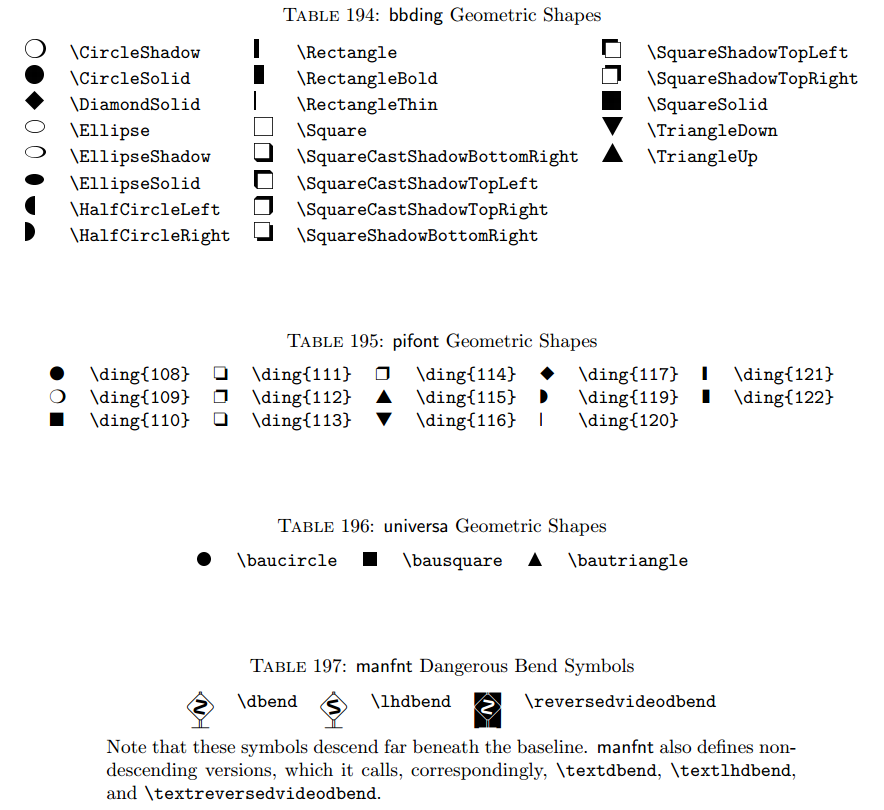 TABLE 194: bbding Geometric Shapes
\CircleShadow \Rectangle \SquareShadowTopLeft
\CircleSolid \RectangleBold \SquareShadowTopRight
\DiamondSolid \RectangleThin \SquareSolid
\Ellipse \Square \TriangleDown
\EllipseShadow \SquareCastShadowBottomRight \TriangleUp
\EllipseSolid \SquareCastShadowTopLeft
\HalfCircleLeft \SquareCastShadowTopRight
\HalfCircleRight \SquareShadowBottomRight
TABLE 195: pifont Geometric Shapes
\ding{108} \ding{111} \ding{114} \ding{117} \ding{121}
\ding{109} \ding{112} \ding{115} \ding{119} \ding{122}
\ding{110} \ding{113} \ding{116} \ding{120}
TABLE 196: universa Geometric Shapes
\baucircle \bausquare \bautriangle
TABLE 197: manfnt Dangerous Bend Symbols
\dbend \lhdbend \reversedvideodbend
Note that these symbols descend far beneath the baseline. manfnt also defines non-
descending versions, which it calls, correspondingly, \textdbend, \textlhdbend,
and \textreversedvideodbend.